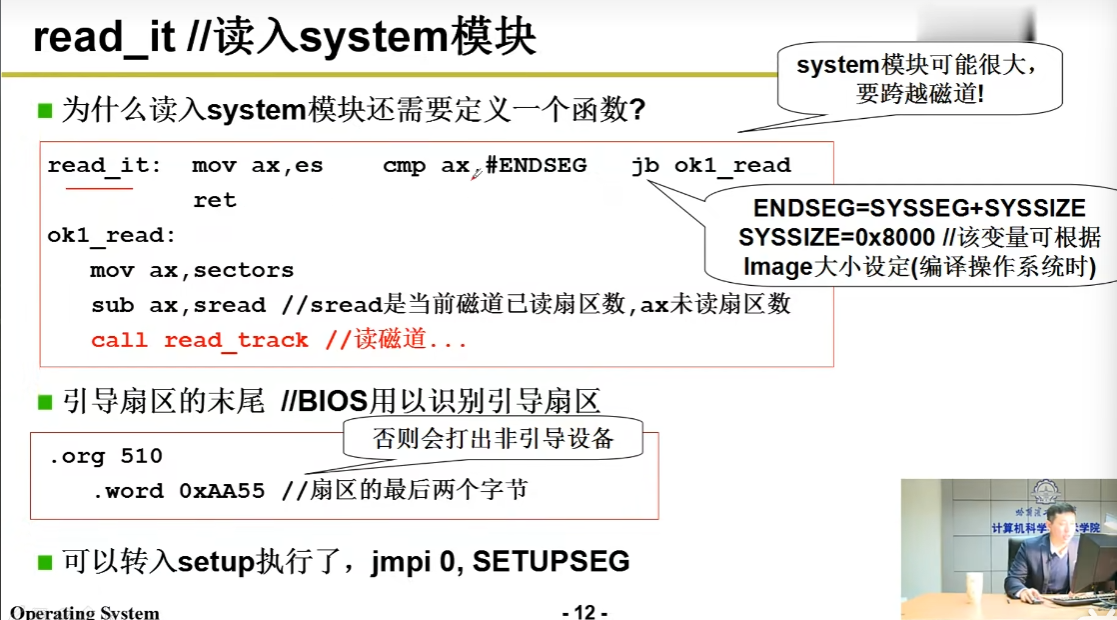 read_it //读入system模块
system模块可能很大，
要跨越磁道!
为什么读入system模块还需要定义一个函数?
read_it: mov ax,es cmp ax,#ENDSEG jb ok1_read
ret
ENDSEG=SYSSEG+SYSSIZE
SYSSIZE=0x8000 //该变量可根据
Image大小设定(编译操作系统时)
ok1_read:
mov ax,sectors
sub ax,sread //sread是当前磁道已读扇区数,ax未读扇区数
call read_track //读磁道...
引导扇区的末尾 //BIOS用以识别引导扇区
否则会打出非引导设备
.org 510
.word 0xAA55 //扇区的最后两个字节
可以转入setup执行了，jmpi 0, SETUPSEG
计算机科学
术学院
Operating System
- 12 -